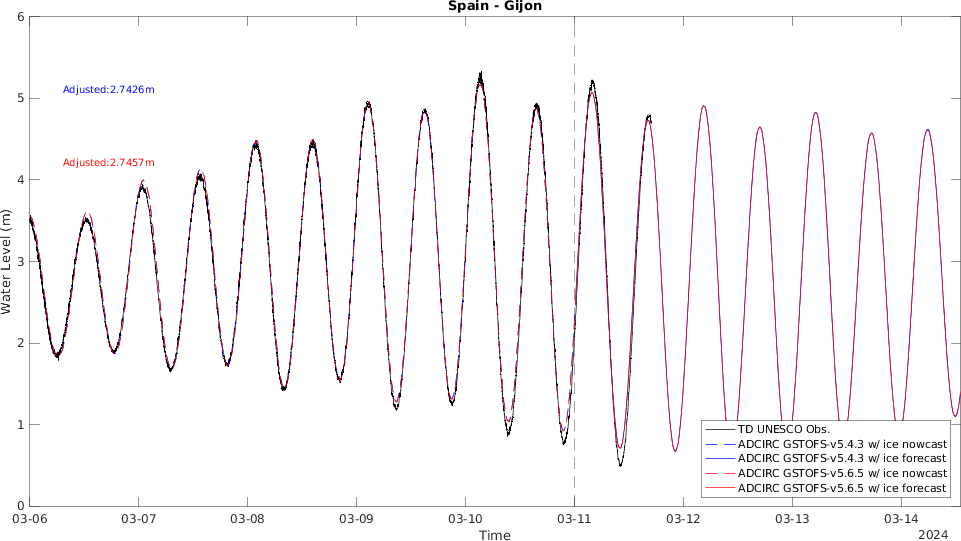 Spain - Gijon
6
5
4
3
2
1
0
Water Level (m)
Adjusted:2.7426m
Adjusted:2.7457m
TD UNESCO Obs.
ADCIRC GSTOFS-v5.4.3 w/ ice nowcast
ADCIRC GSTOFS-v5.4.3 w/ ice forecast
ADCIRC GSTOFS-v5.6.5 w/ ice nowcast
ADCIRC GSTOFS-v5.6.5 w/ ice forecast
03-06 03-07 03-08 03-09 03-10 03-11 03-12 03-13 03-14
Time
2024